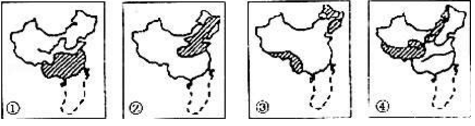 ① ② ③ ④